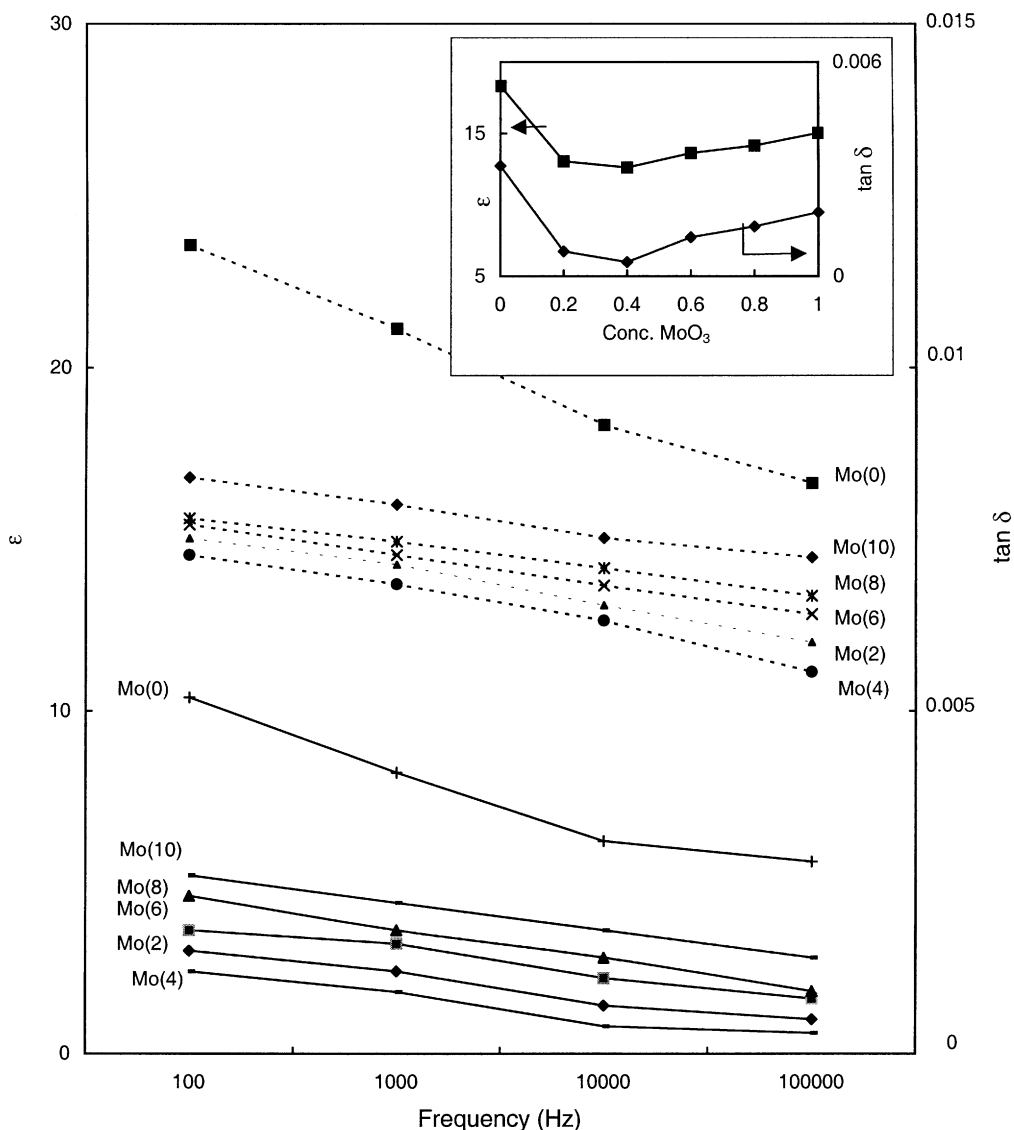 30
0.015
0.006
15
ε
tan δ
5
0
0 0.2 0.4 0.6 0.8 1
Conc. MoO₃
20
0.01
Mo(0)
ε
tan δ
Mo(10)
Mo(8)
Mo(6)
Mo(2)
Mo(4)
Mo(0)
10
0.005
Mo(10)
Mo(8)
Mo(6)
Mo(2)
Mo(4)
0
0
100 1000 10000 100000
Frequency (Hz)